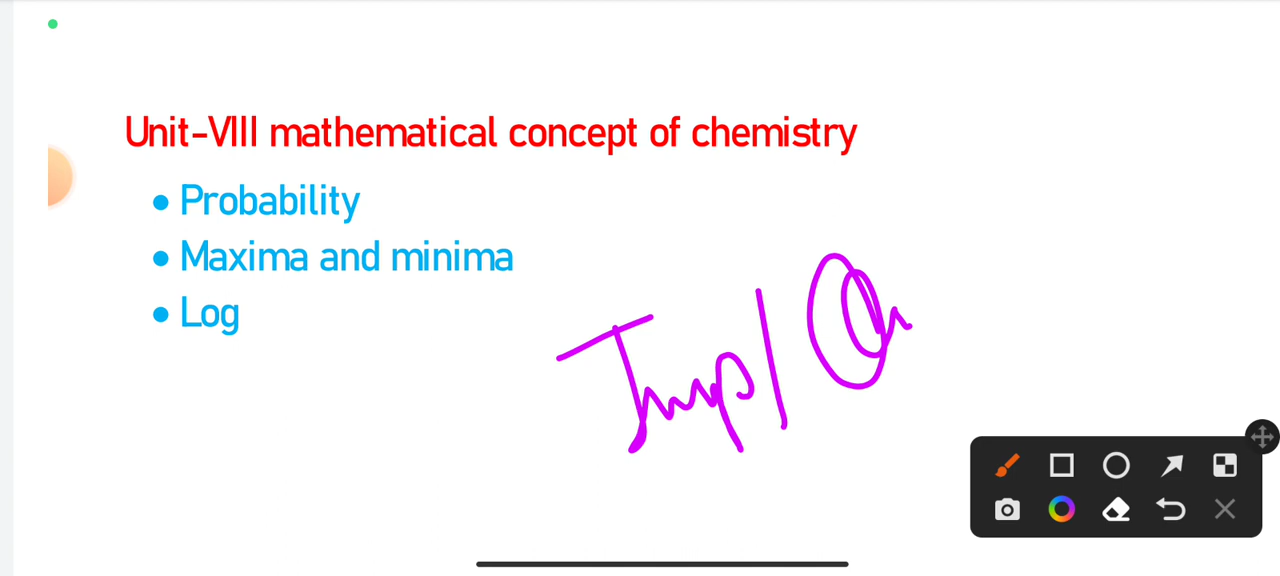 Unit-VIII mathematical concept of chemistry
• Probability
• Maxima and minima
• Log
Imp/Q